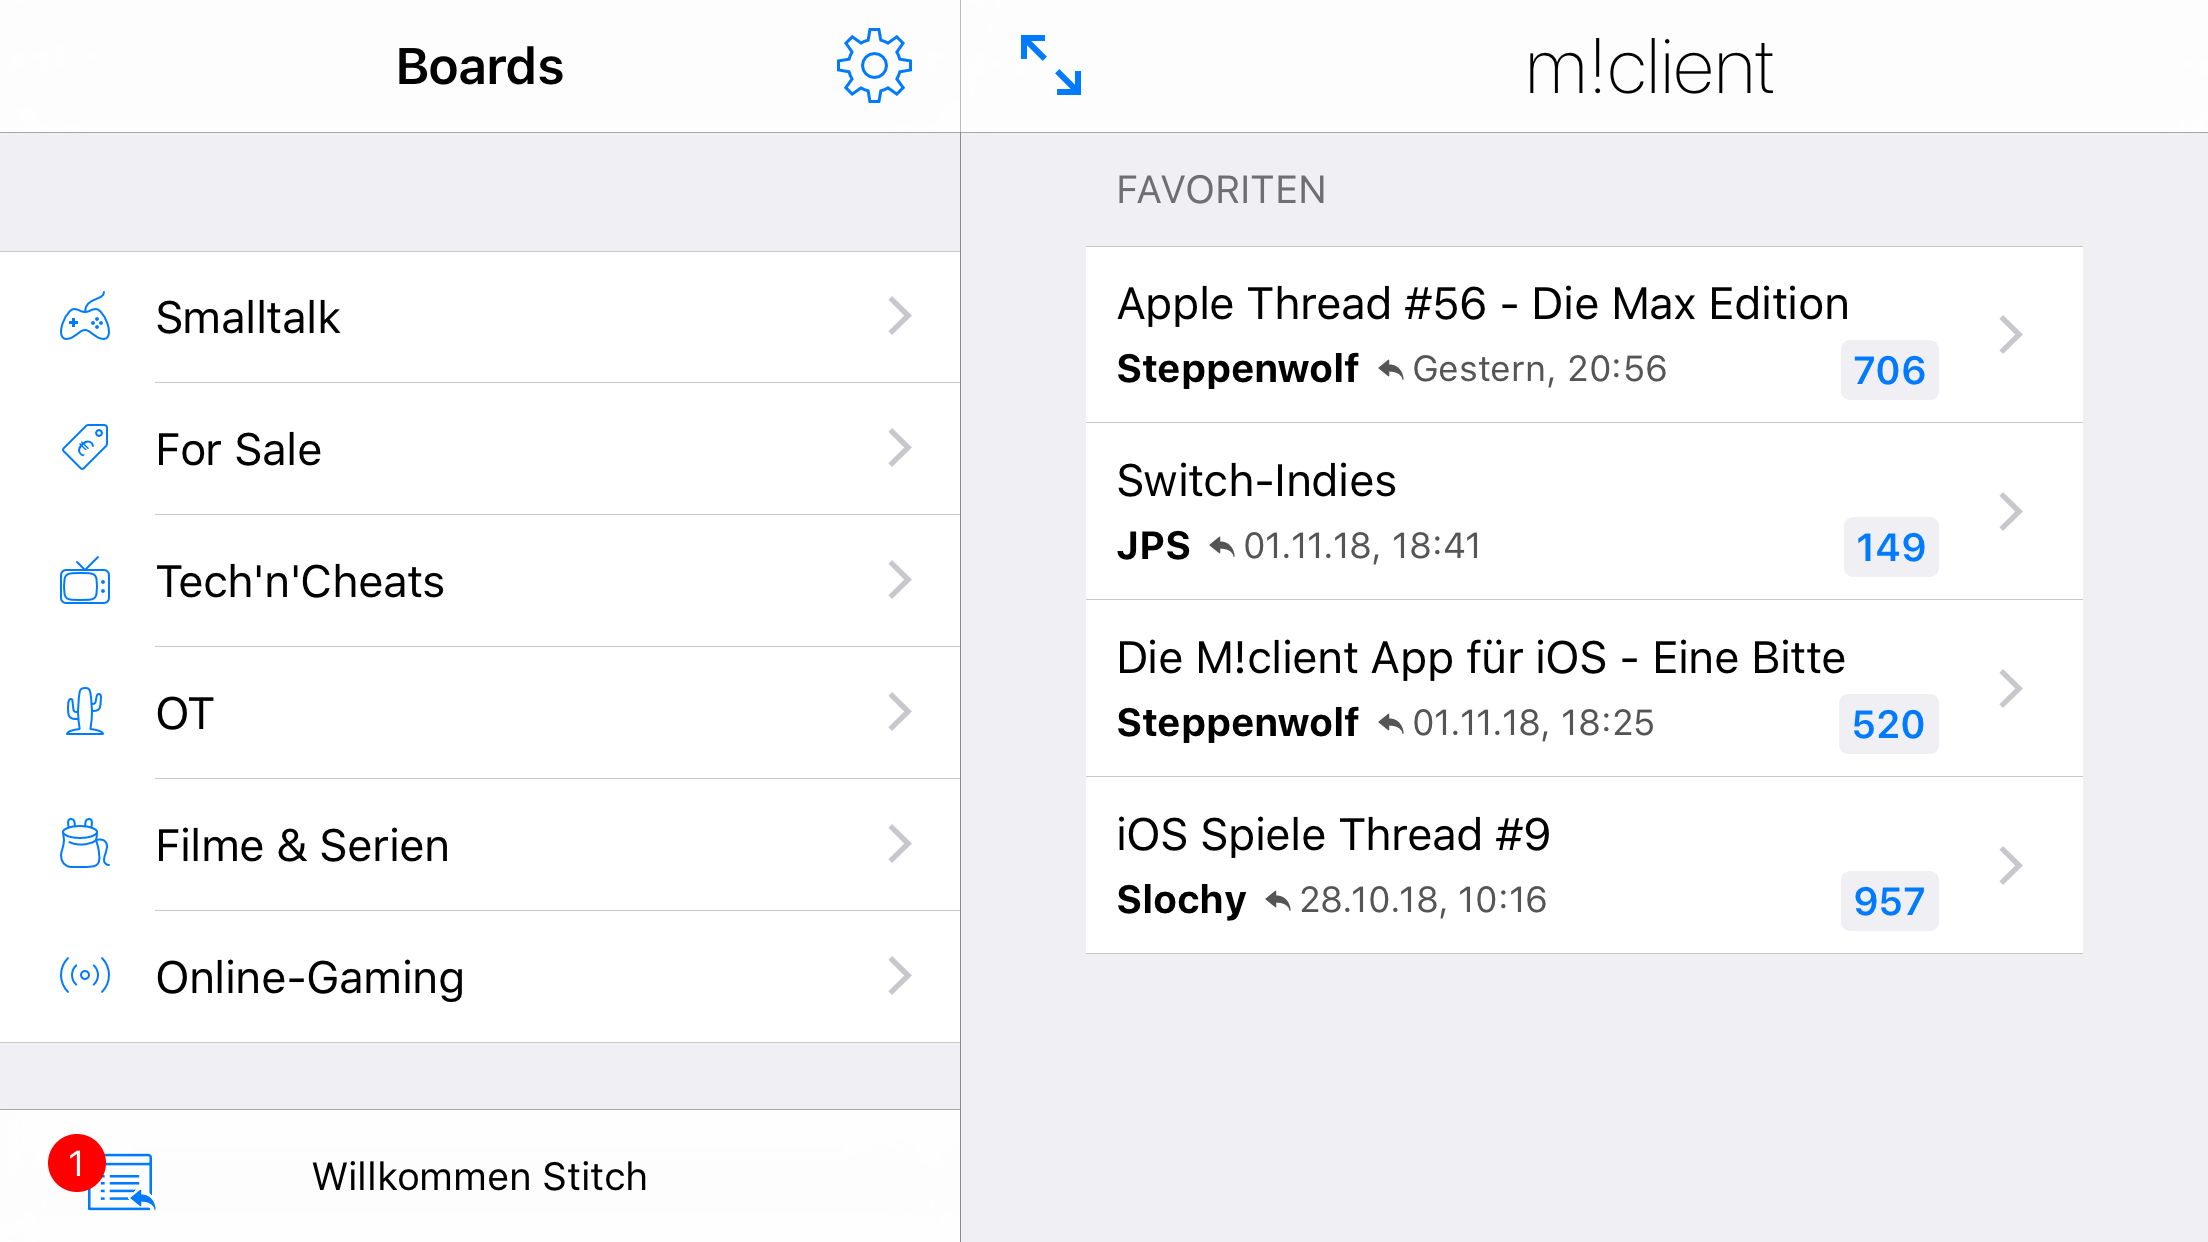 Boards
Smalltalk
For Sale
Tech'n'Cheats
OT
Filme & Serien
Online-Gaming
1
Willkommen Stitch
m!client
FAVORITEN
Apple Thread #56 - Die Max Edition
Steppenwolf Gestern, 20:56 706
Switch-Indies
JPS 01.11.18, 18:41 149
Die M!client App für iOS - Eine Bitte
Steppenwolf 01.11.18, 18:25 520
iOS Spiele Thread #9
Slochy 28.10.18, 10:16 957